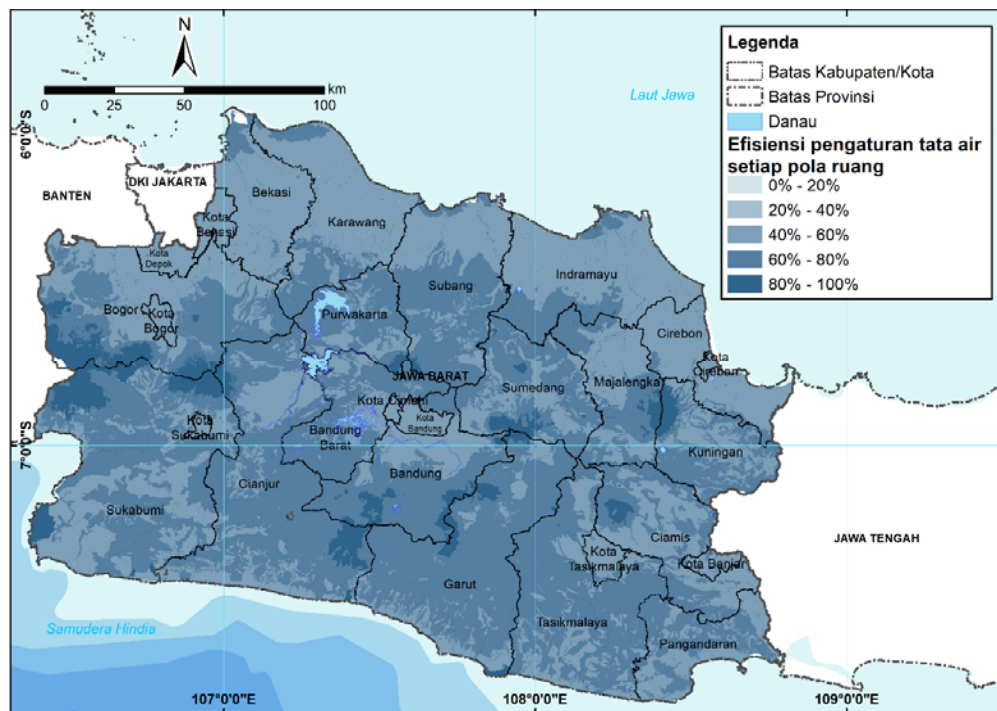 N
km
0 25 50 100
Legenda
Batas Kabupaten/Kota
Batas Provinsi
Danau
Efisiensi pengaturan tata air
setiap pola ruang
0% - 20%
20% - 40%
40% - 60%
60% - 80%
80% - 100%
Laut Jawa
6°0'0"S
BANTEN
DKI JAKARTA
Bekasi
Kota
Bekasi
Karawang
Kota
Depok
Indramayu
Subang
Bogor
Kota
Bogor
Purwakarta
Cirebon
Kota
Cirebon
JAWA BARAT
Sumedang
Majalengka
Kota Cimahi
Kota
Bandung
Kota
Sukabumi
Bandung
Barat
7°0'0"S
Kuningan
Bandung
Cianjur
Sukabumi
Ciamis
JAWA TENGAH
Kota
Tasikmalaya
Kota Banjar
Garut
Tasikmalaya
Pangandaran
Samudera Hindia
107°0'0"E
108°0'0"E
109°0'0"E